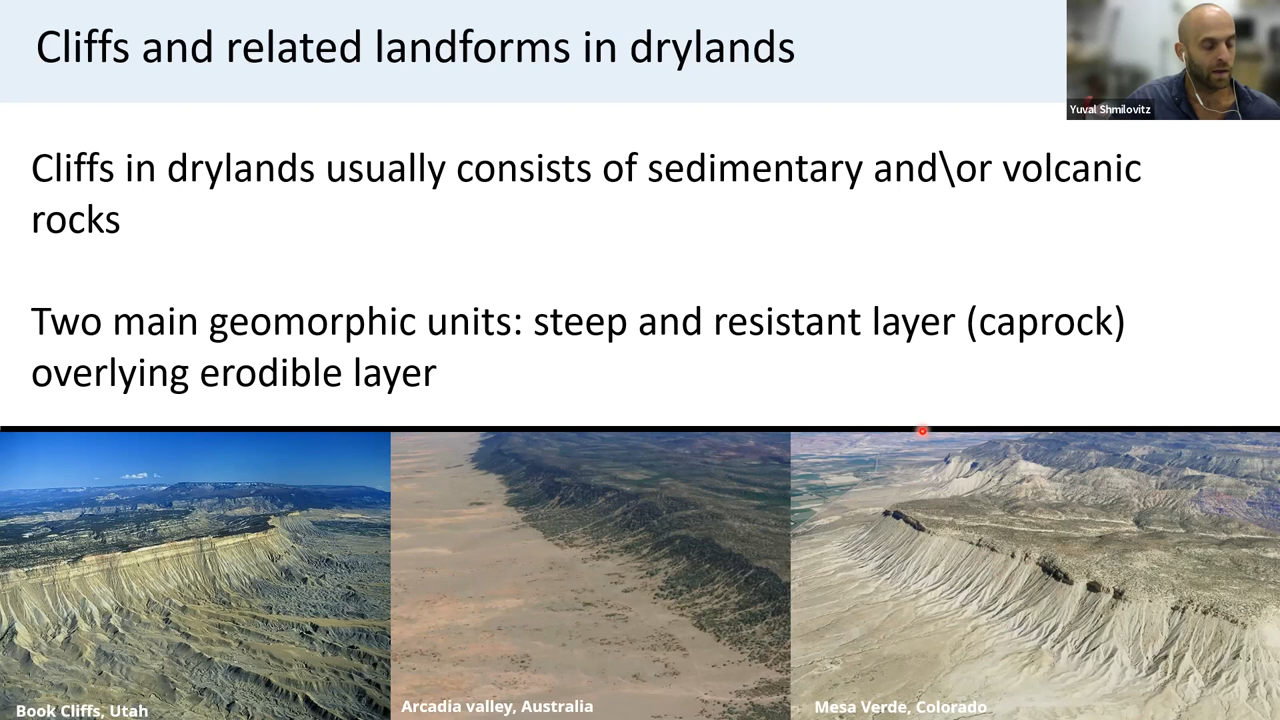 Cliffs and related landforms in drylands
Yuval Shmilovitz
Cliffs in drylands usually consists of sedimentary and\or volcanic
rocks
Two main geomorphic units: steep and resistant layer (caprock)
overlying erodible layer
Book Cliffs, Utah
Arcadia valley, Australia
Mesa Verde, Colorado